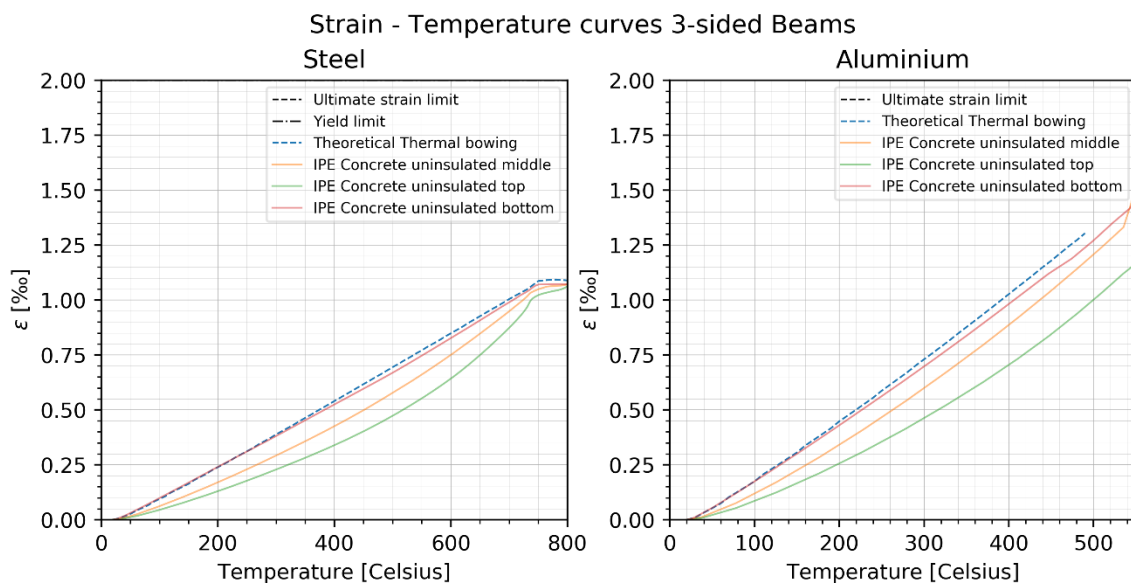 Strain - Temperature curves 3-sided Beams
Steel
2.00
1.75
1.50
1.25
1.00
0.75
0.50
0.25
0.00
ε [‰]
Ultimate strain limit
Yield limit
Theoretical Thermal bowing
IPE Concrete uninsulated middle
IPE Concrete uninsulated top
IPE Concrete uninsulated bottom
0 200 400 600 800
Temperature [Celsius]
Aluminium
2.00
1.75
1.50
1.25
1.00
0.75
0.50
0.25
0.00
ε [‰]
Ultimate strain limit
Theoretical Thermal bowing
IPE Concrete uninsulated middle
IPE Concrete uninsulated top
IPE Concrete uninsulated bottom
0 100 200 300 400 500
Temperature [Celsius]